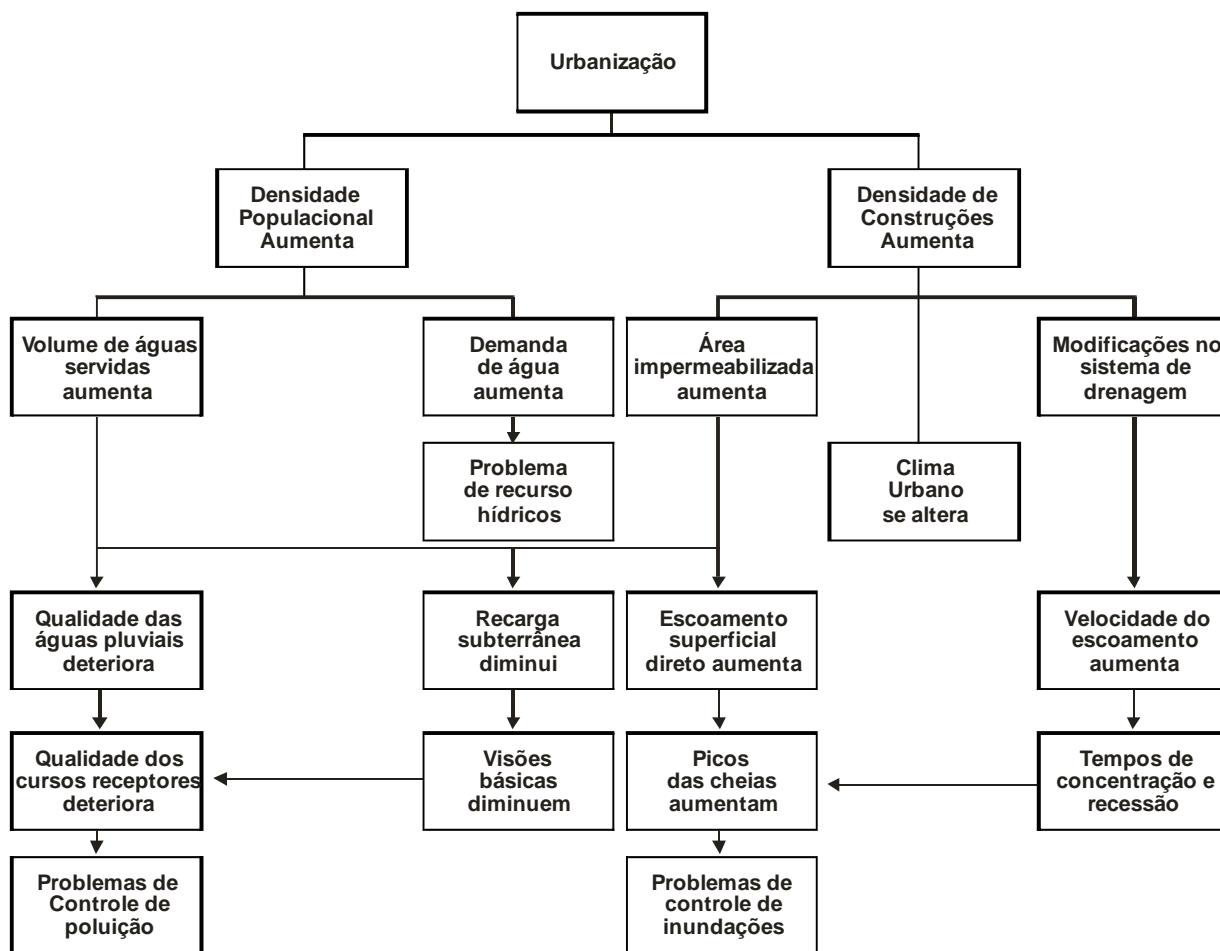 Urbanização
Densidade
Populacional
Aumenta
Densidade de
Construções
Aumenta
Volume de águas
servidas
aumenta
Demanda
de água
aumenta
Área
impermeabilizada
aumenta
Modificações no
sistema de
drenagem
Problema
de recurso
hídricos
Clima
Urbano
se altera
Qualidade das
águas pluviais
deteriora
Recarga
subterrânea
diminui
Escoamento
superficial
direto aumenta
Velocidade do
escoamento
aumenta
Qualidade dos
cursos receptores
deteriora
Visões
básicas
diminuem
Picos
das cheias
aumentam
Tempos de
concentração e
recessão
Problemas de
Controle de
poluição
Problemas de
controle de
inundações